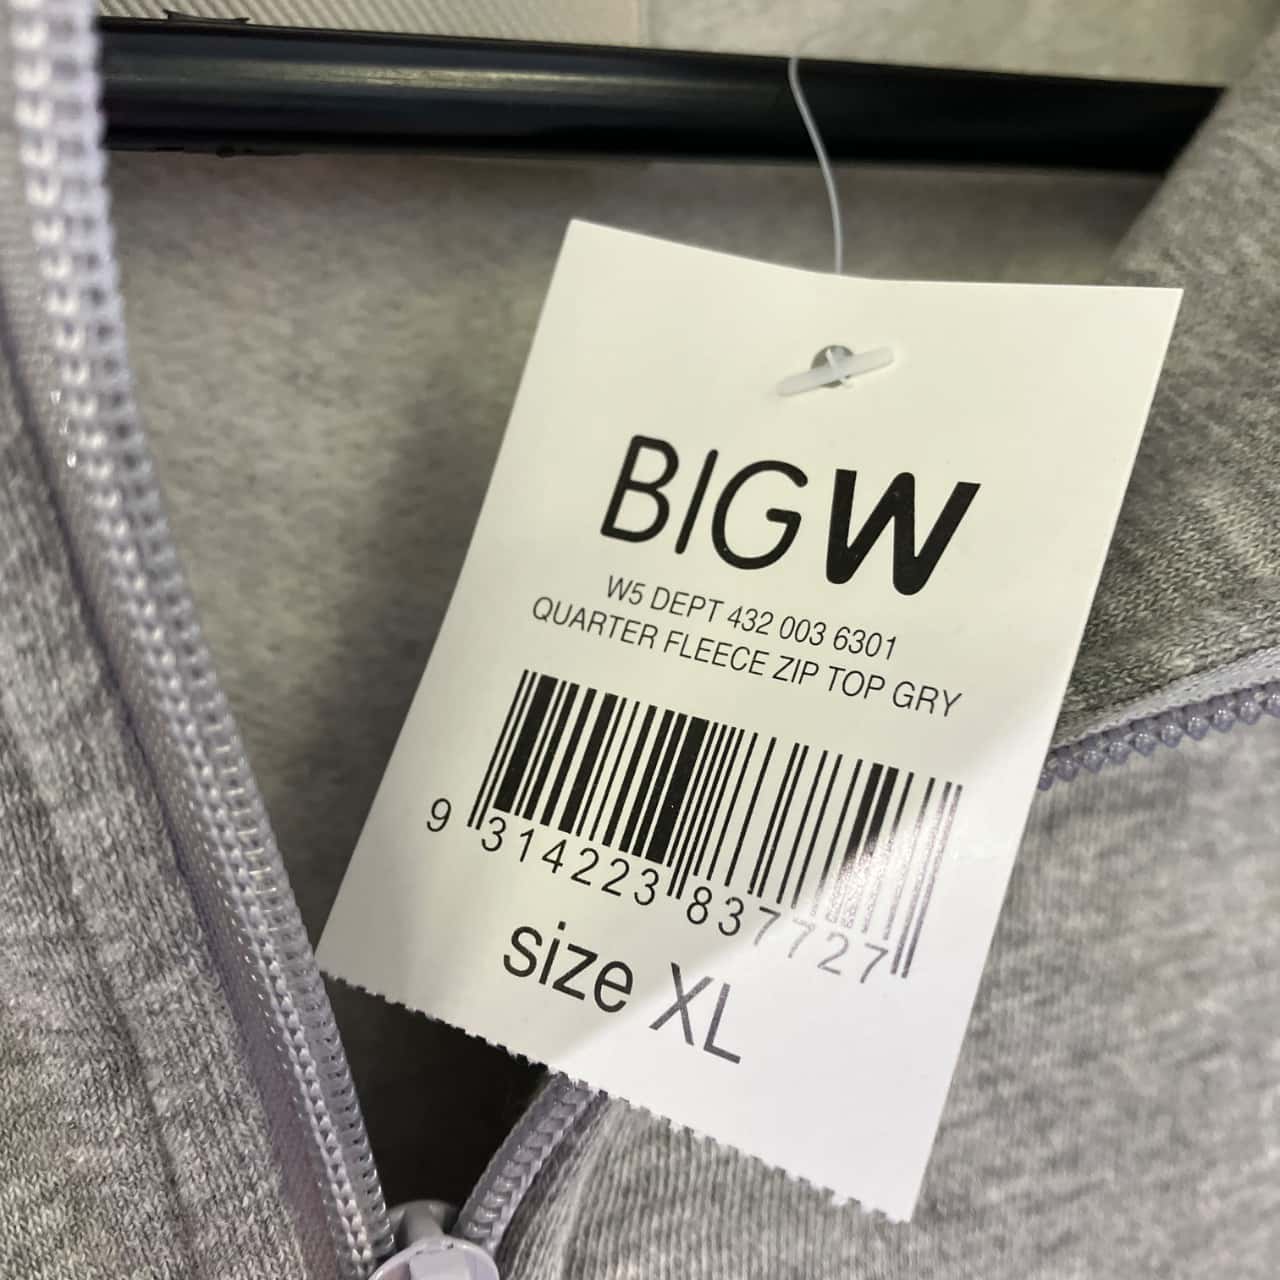 BIGW
W5 DEPT 432 003 6301
QUARTER FLEECE ZIP TOP GRY
9 314223 837727
size XL